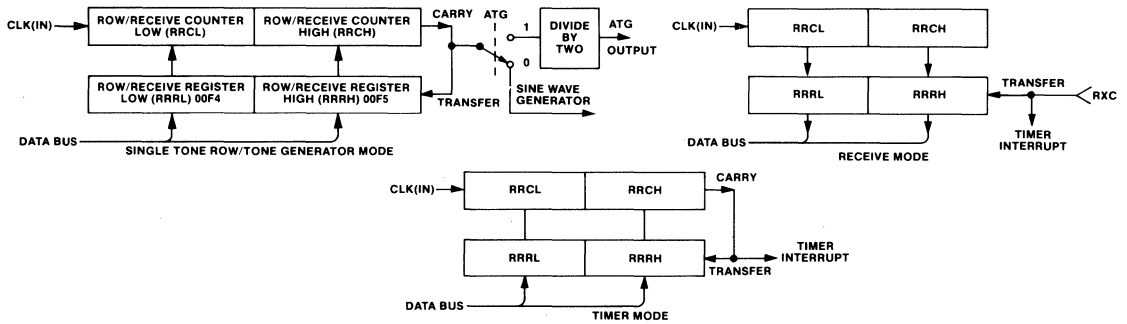 CLK(IN)
ROW/RECEIVE COUNTER
LOW (RRCL)
ROW/RECEIVE COUNTER
HIGH (RRCH)
CARRY
ATG
1
0
DIVIDE
BY
TWO
ATG
OUTPUT
ROW/RECEIVE REGISTER
LOW (RRRL) 00F4
ROW/RECEIVE REGISTER
HIGH (RRRH) 00F5
TRANSFER
SINE WAVE
GENERATOR
DATA BUS
SINGLE TONE ROW/TONE GENERATOR MODE
CLK(IN)
RRCL
RRCH
RRRL
RRRH
TRANSFER
RXC
TIMER
INTERRUPT
DATA BUS
RECEIVE MODE
CLK(IN)
RRCL
RRCH
CARRY
RRRL
RRRH
TRANSFER
TIMER
INTERRUPT
DATA BUS
TIMER MODE